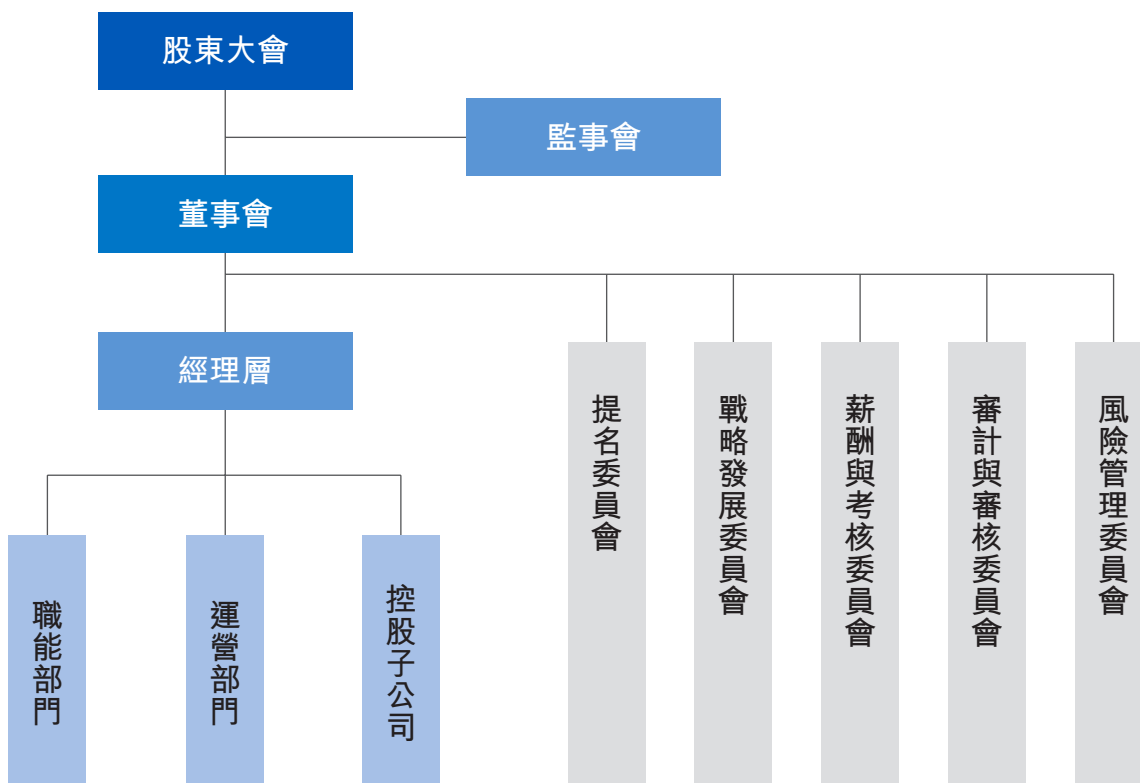 股東大會
監事會
董事會
經理層
提名委員會
戰略發展委員會
薪酬與考核委員會
審計與審核委員會
風險管理委員會
職能部門
運營部門
控股子公司